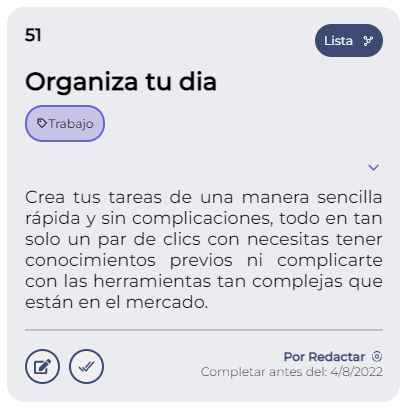 51
Lista
Organiza tu dia
Trabajo
Crea tus tareas de una manera sencilla
rápida y sin complicaciones, todo en tan
solo un par de clics con necesitas tener
conocimientos previos ni complicarte
con las herramientas tan complejas que
están en el mercado.
Por Redactar
Completar antes del: 4/8/2022